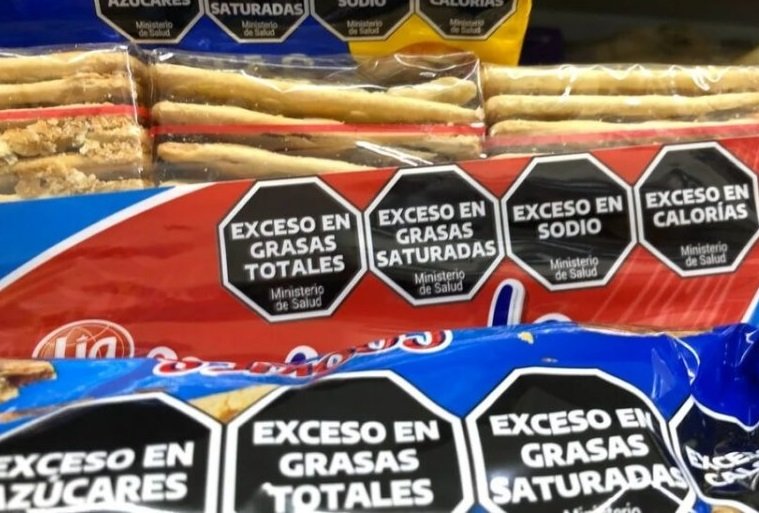 AZÚCARES
Ministerio
de Salud
SATURADAS
Ministerio
de Salud
SODIO
Ministerio
de Salud
CALORÍAS
Ministerio
de Salud
EXCESO EN
GRASAS
TOTALES
Ministerio
de Salud
EXCESO EN
GRASAS
SATURADAS
Ministerio
de Salud
EXCESO EN
SODIO
Ministerio
de Salud
EXCESO EN
CALORÍAS
Ministerio
de Salud
EXCESO EN
AZÚCARES
EXCESO EN
GRASAS
TOTALES
EXCESO EN
GRASAS
SATURADAS
Ministerio